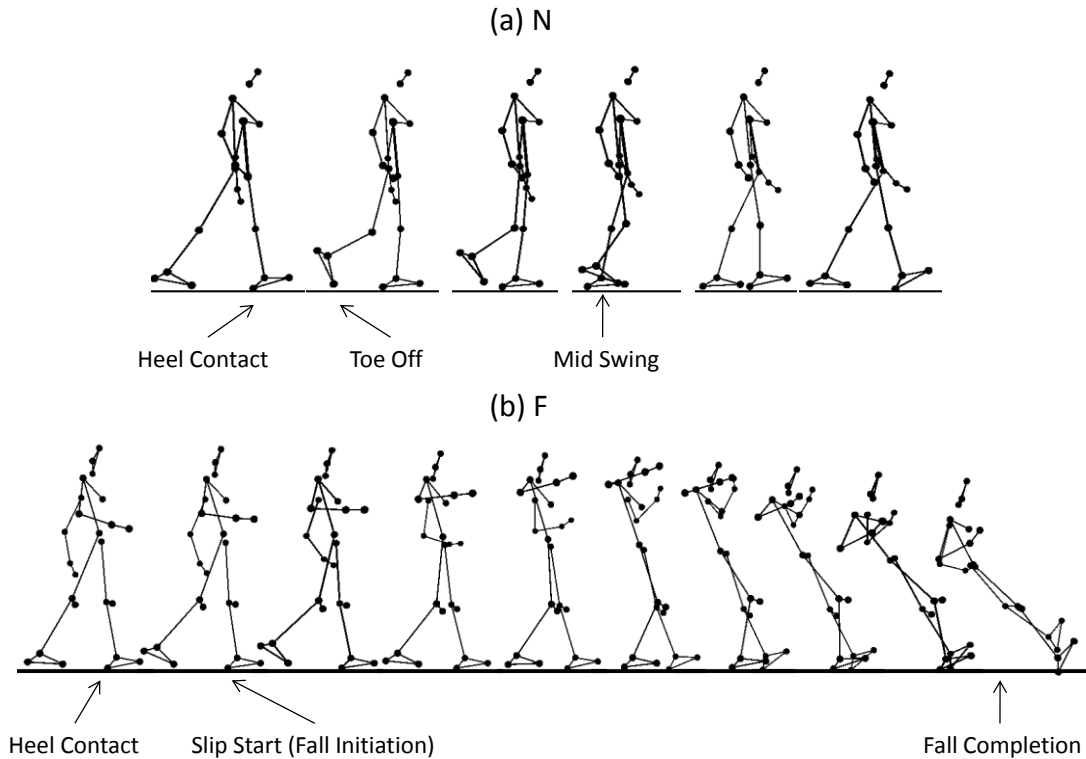 (a) N
Heel Contact
Toe Off
Mid Swing
(b) F
Heel Contact
Slip Start (Fall Initiation)
Fall Completion